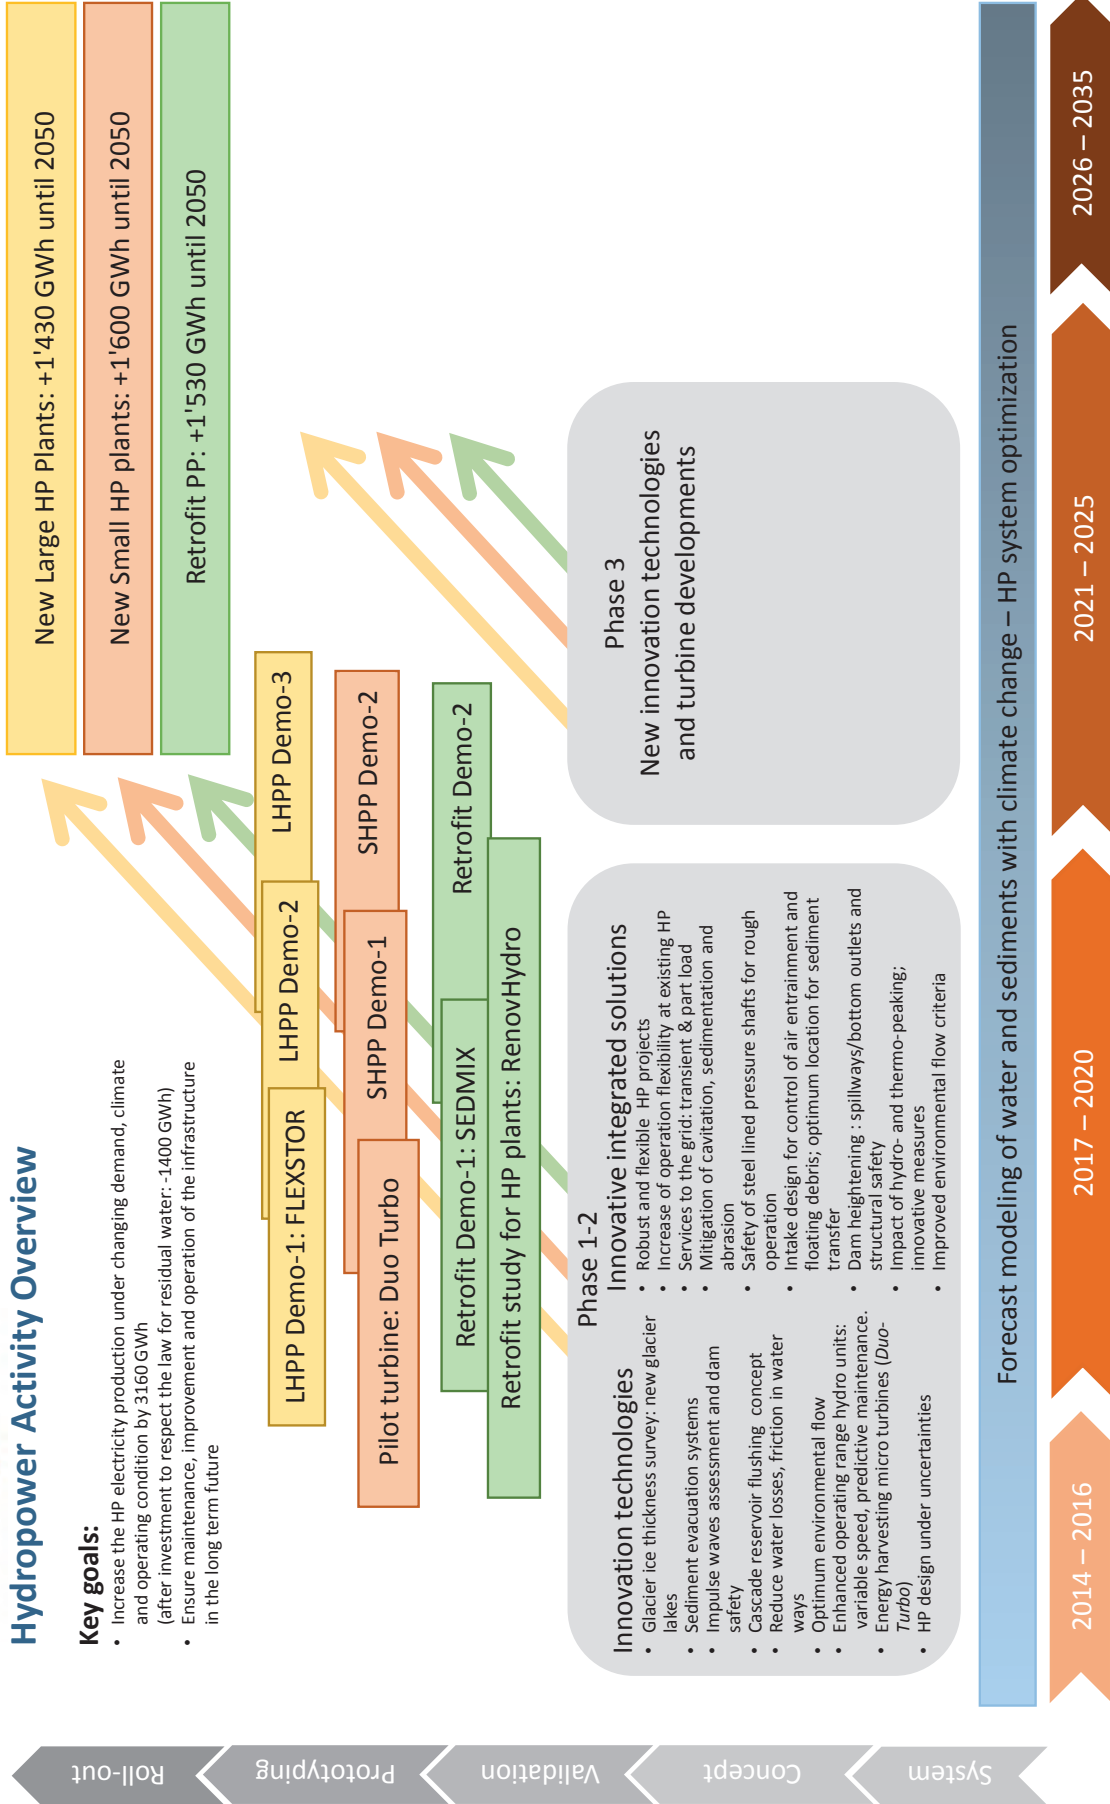 Hydropower Activity Overview
Key goals:
• Increase the HP electricity production under changing demand, climate
and operating condition by 3160 GWh
(after investment to respect the law for residual water: -1400 GWh)
• Ensure maintenance, improvement and operation of the infrastructure
in the long term future
New Large HP Plants: +1'430 GWh until 2050
New Small HP plants: +1'600 GWh until 2050
Retrofit PP: +1'530 GWh until 2050
LHPP Demo-1: FLEXSTOR
LHPP Demo-2
LHPP Demo-3
Pilot turbine: Duo Turbo
SHPP Demo-1
SHPP Demo-2
Retrofit Demo-1: SEDMIX
Retrofit Demo-2
Retrofit study for HP plants: RenovHydro
Phase 1-2
Innovation technologies
• Glacier ice thickness survey: new glacier
lakes
• Sediment evacuation systems
• Impulse waves assessment and dam
safety
• Cascade reservoir flushing concept
• Reduce water losses, friction in water
ways
• Optimum environmental flow
• Enhanced operating range hydro units:
variable speed, predictive maintenance.
• Energy harvesting micro turbines (Duo-
Turbo)
• HP design under uncertainties
Innovative integrated solutions
• Robust and flexible HP projects
• Increase of operation flexibility at existing HP
• Services to the grid: transient & part load
• Mitigation of cavitation, sedimentation and
abrasion
• Safety of steel lined pressure shafts for rough
operation
• Intake design for control of air entrainment and
floating debris; optimum location for sediment
transfer
• Dam heightening : spillways/bottom outlets and
structural safety
• Impact of hydro- and thermo-peaking;
innovative measures
• Improved environmental flow criteria
Phase 3
New innovation technologies
and turbine developments
Forecast modeling of water and sediments with climate change – HP system optimization
2014 – 2016
2017 – 2020
2021 – 2025
2026 – 2035
Roll-out
Prototyping
Validation
Concept
System